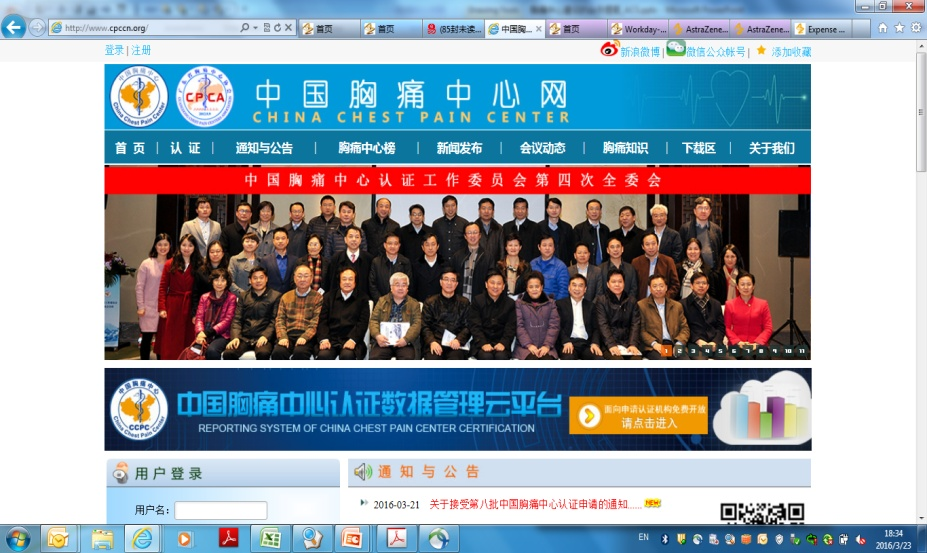 http://www.cpccn.org/
首页
首页
(85封未读...
中国胸...
首页
Workday-...
AstraZene...
AstraZene...
Expense ...
登录 | 注册
新浪微博 | 微信公众帐号 | 添加收藏
China Chest Pain Center
CPCA
中国胸痛中心网
CHINA CHEST PAIN CENTER
首 页 | 认 证 | 通知与公告 | 胸痛中心榜 | 新闻发布 | 会议动态 | 胸痛知识 | 下载区 | 关于我们
中国胸痛中心认证工作委员会第四次全委会
1 2 3 4 5 6 7 8 9 10 11
CCPC
China Chest Pain Center
中国胸痛中心认证数据管理云平台
REPORTING SYSTEM OF CHINA CHEST PAIN CENTER CERTIFICATION
面向申请认证机构免费开放
请点击进入
用户登录
通知与公告
用户名：
2016-03-21 关于接受第八批中国胸痛中心认证申请的通知...... NEW
EN
18:34
2016/3/23